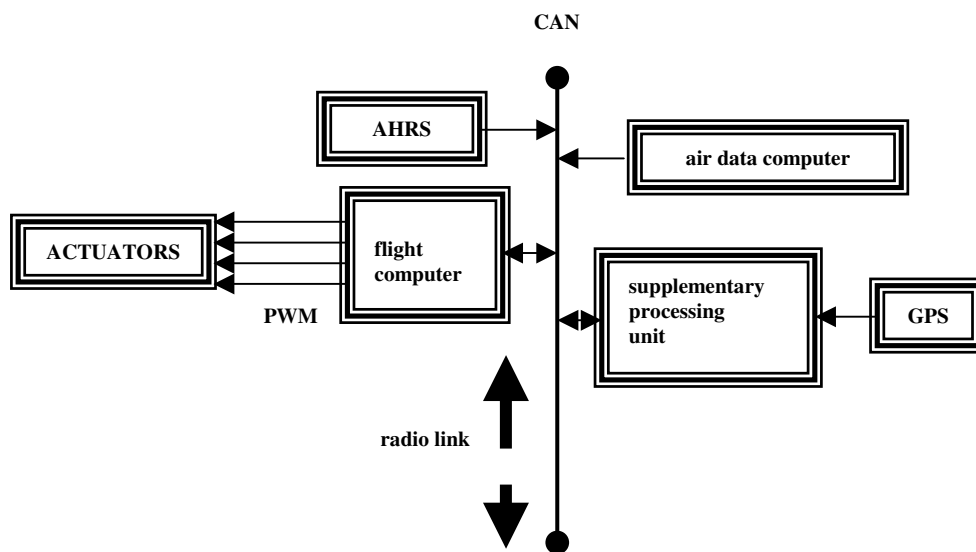 CAN
AHRS
air data computer
ACTUATORS
flight
computer
PWM
supplementary
processing
unit
GPS
radio link